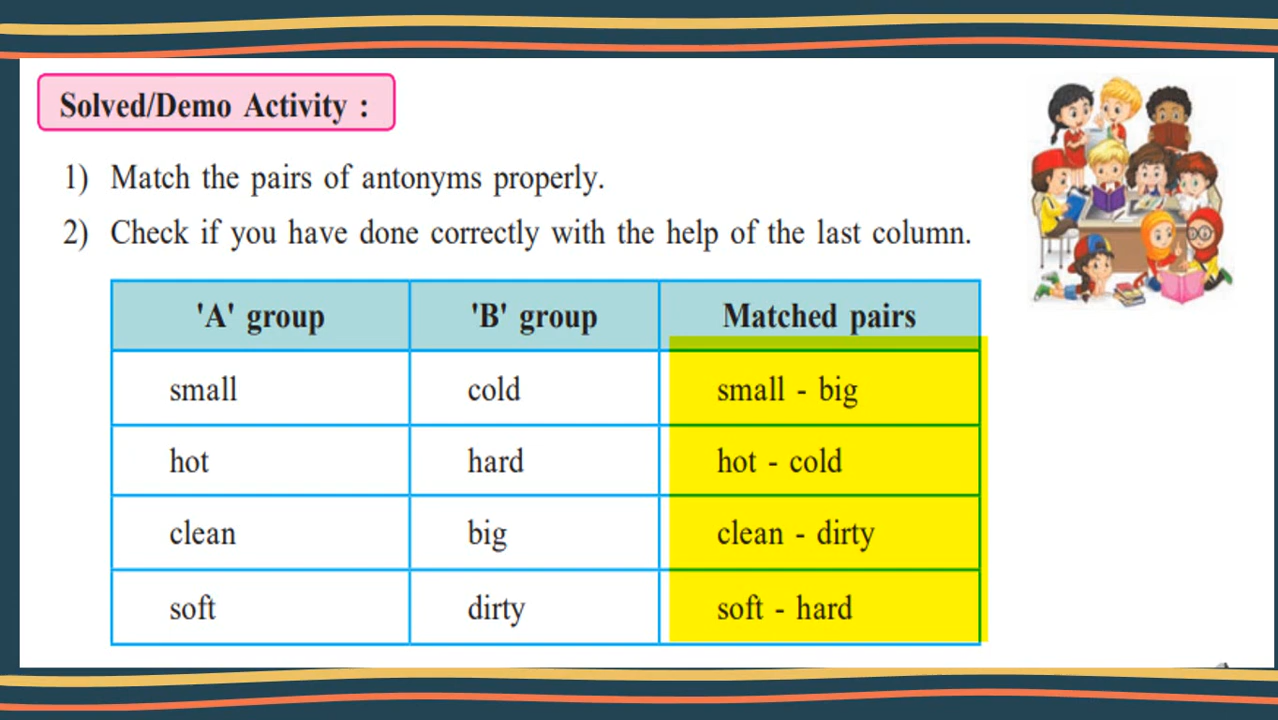 Solved/Demo Activity :
1) Match the pairs of antonyms properly.
2) Check if you have done correctly with the help of the last column.
'A' group 'B' group Matched pairs
small cold small - big
hot hard hot - cold
clean big clean - dirty
soft dirty soft - hard